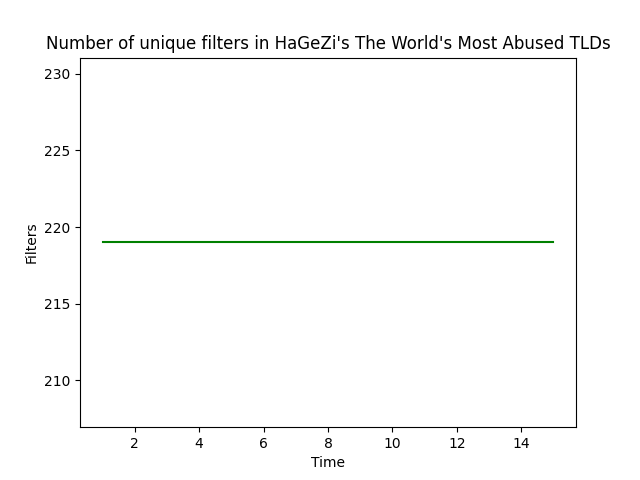 Number of unique filters in HaGeZi's The World's Most Abused TLDs
230
225
220
215
210
Filters
2 4 6 8 10 12 14
Time